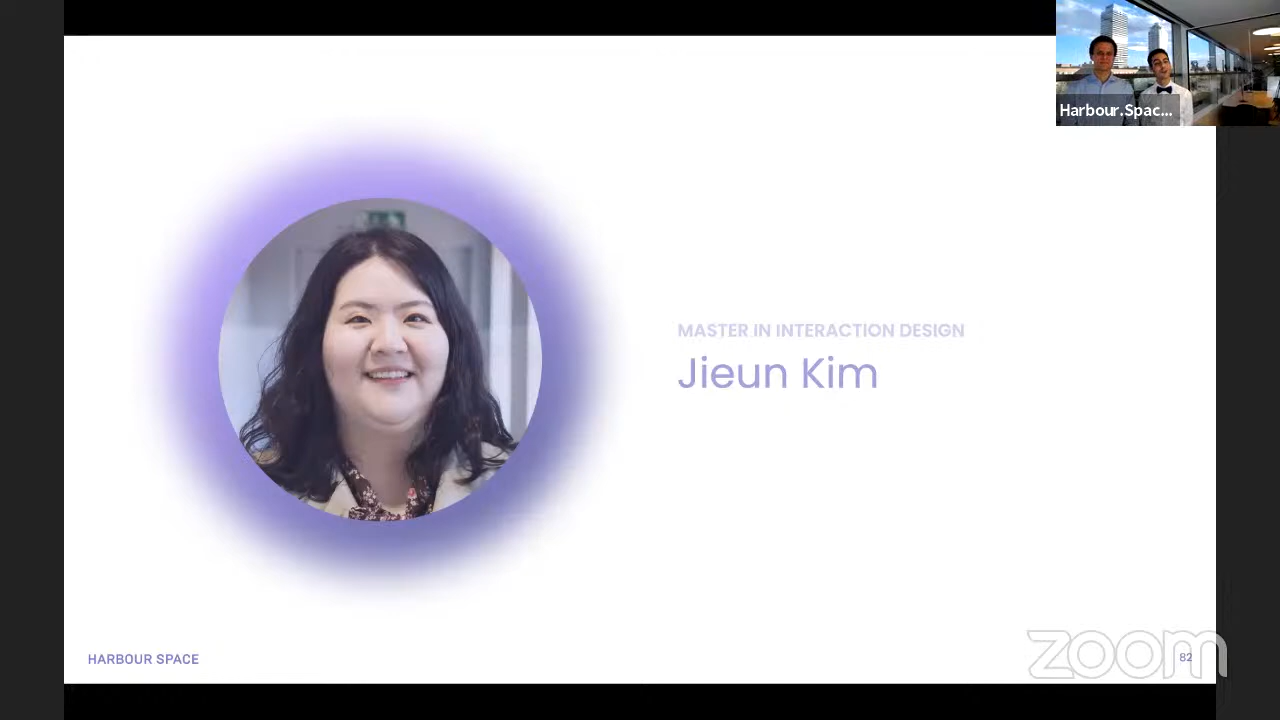 Harbour.Spac...
MASTER IN INTERACTION DESIGN
Jieun Kim
HARBOUR SPACE
zoom
82